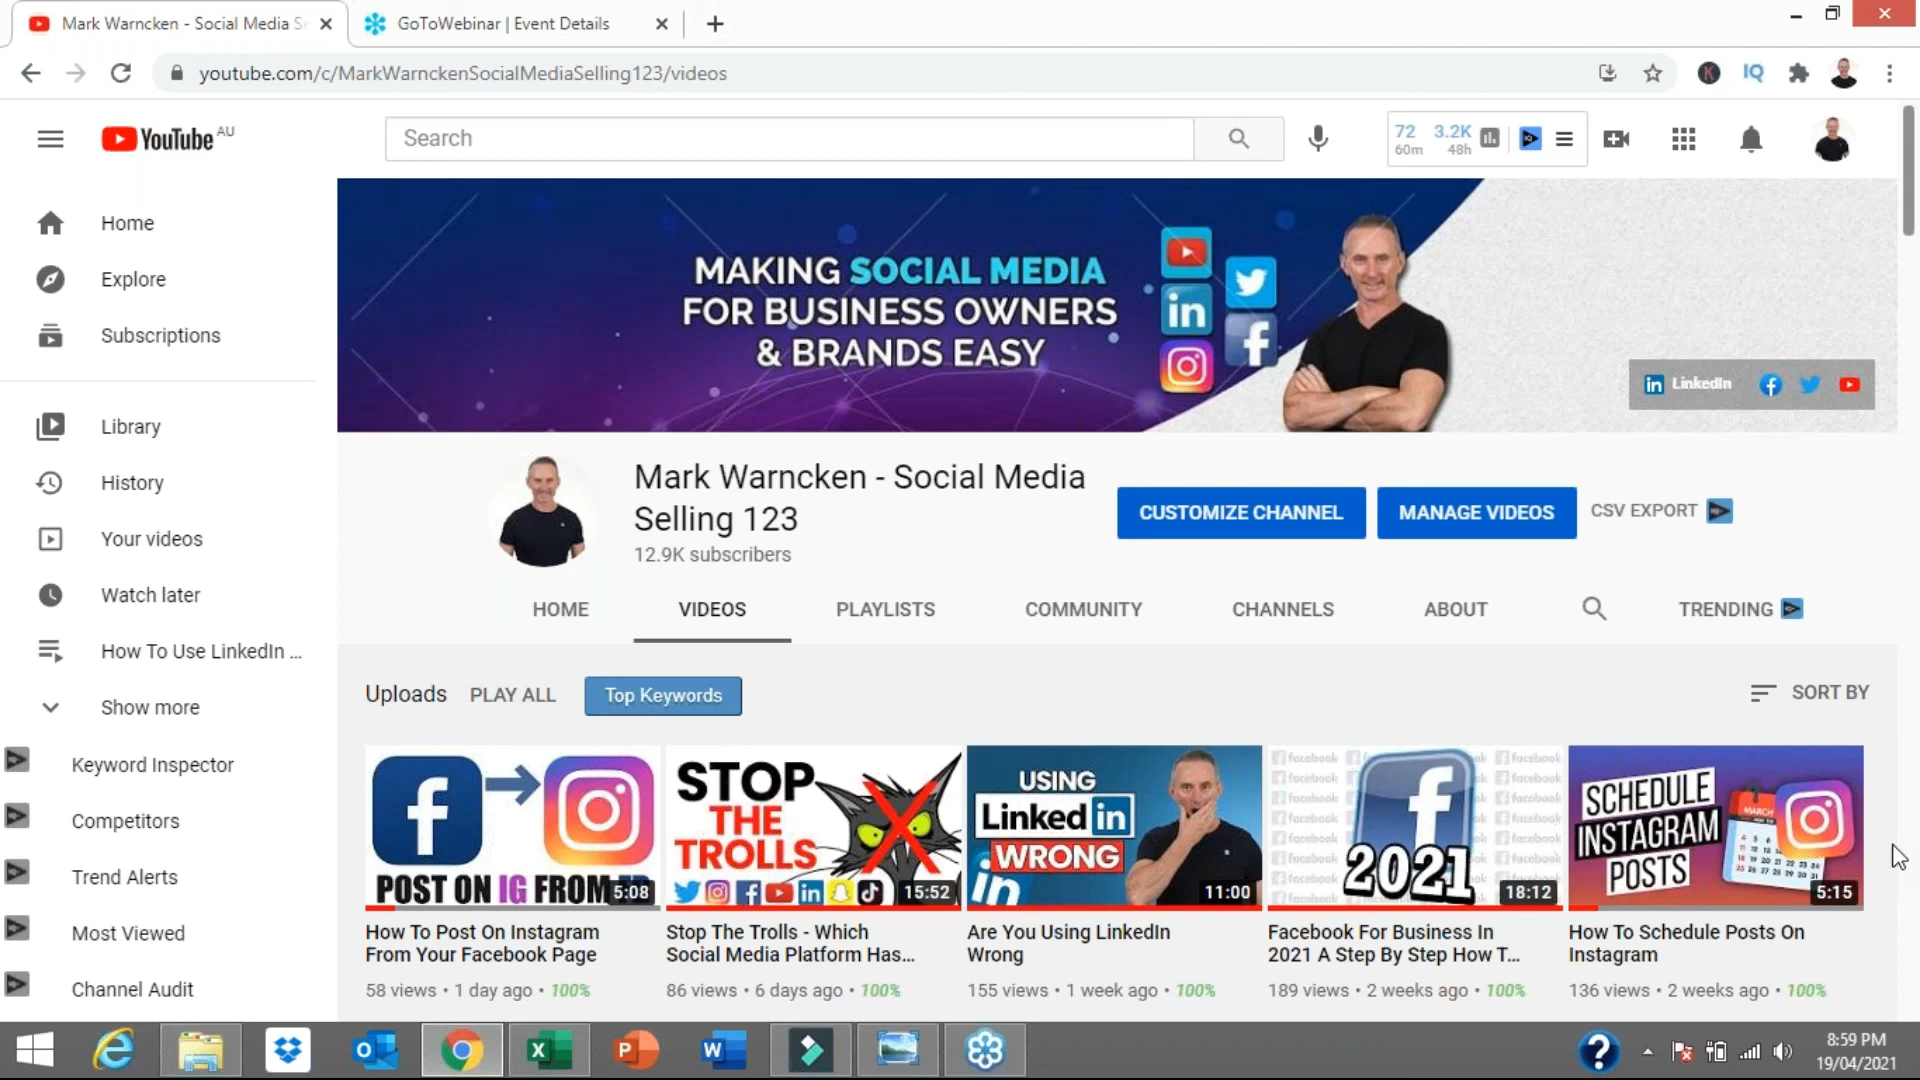 Mark Warncken - Social Media S
GoToWebinar | Event Details
youtube.com/c/MarkWarnckenSocialMediaSelling123/videos
IQ
YouTube AU
Search
72 3.2K
60m 48h
Home
Explore
Subscriptions
Library
History
Your videos
Watch later
How To Use LinkedIn ...
Show more
Keyword Inspector
Competitors
Trend Alerts
Most Viewed
Channel Audit
MAKING SOCIAL MEDIA
FOR BUSINESS OWNERS
& BRANDS EASY
LinkedIn
Mark Warncken - Social Media
Selling 123
12.9K subscribers
CUSTOMIZE CHANNEL
MANAGE VIDEOS
CSV EXPORT
HOME
VIDEOS
PLAYLISTS
COMMUNITY
CHANNELS
ABOUT
TRENDING
Uploads
PLAY ALL
Top Keywords
SORT BY
POST ON IG FROM
5:08
How To Post On Instagram
From Your Facebook Page
58 views • 1 day ago • 100%
STOP
THE
TROLLS
15:52
Stop The Trolls - Which
Social Media Platform Has...
86 views • 6 days ago • 100%
USING
Linked in
WRONG
in
11:00
Are You Using LinkedIn
Wrong
155 views • 1 week ago • 100%
facebook
2021
18:12
Facebook For Business In
2021 A Step By Step How T...
189 views • 2 weeks ago • 100%
SCHEDULE
INSTAGRAM
POSTS
MARCH
5:15
How To Schedule Posts On
Instagram
136 views • 2 weeks ago • 100%
8:59 PM
19/04/2021